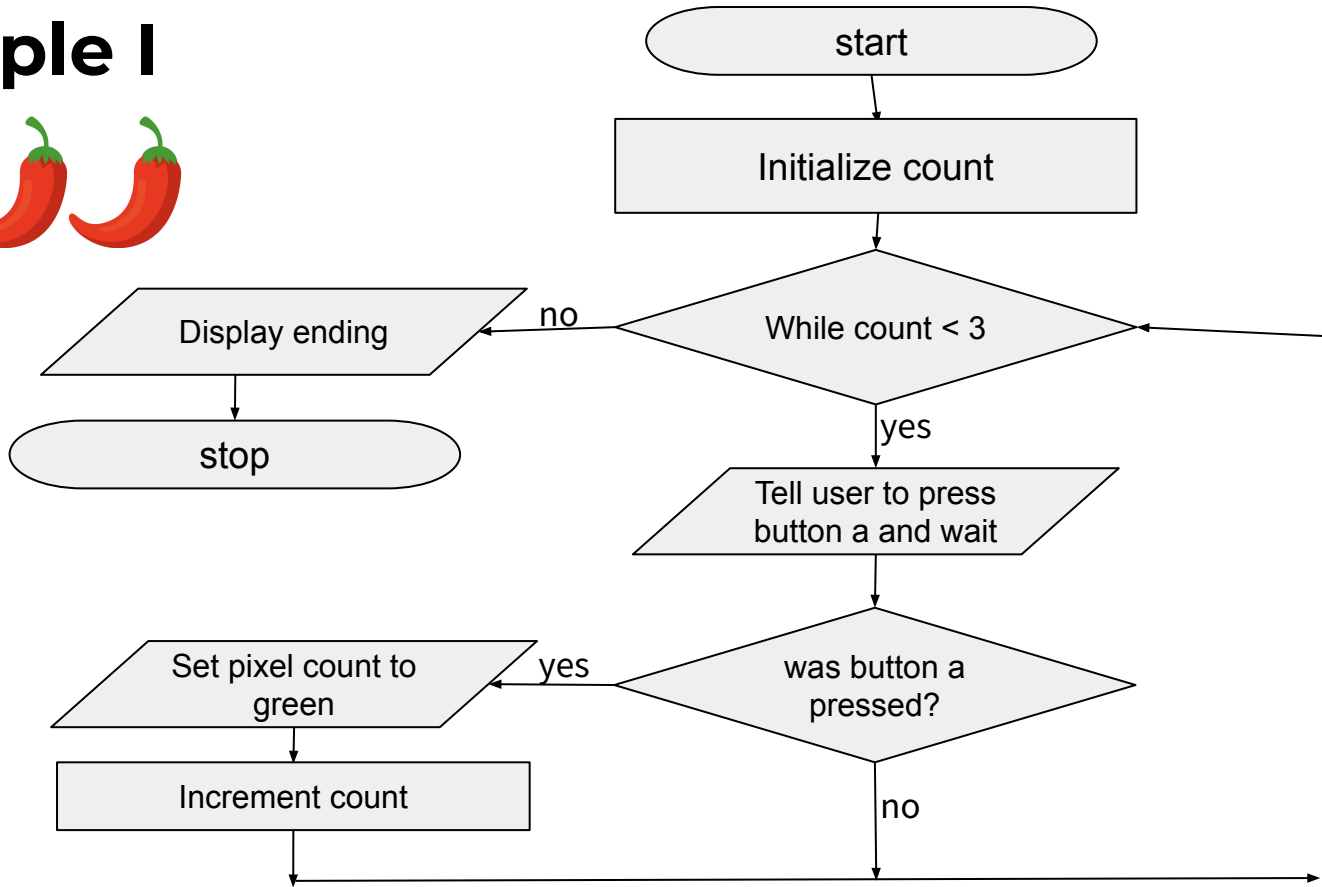 ple I
start
Initialize count
While count < 3
no
Display ending
stop
yes
Tell user to press
button a and wait
was button a
pressed?
yes
Set pixel count to
green
Increment count
no